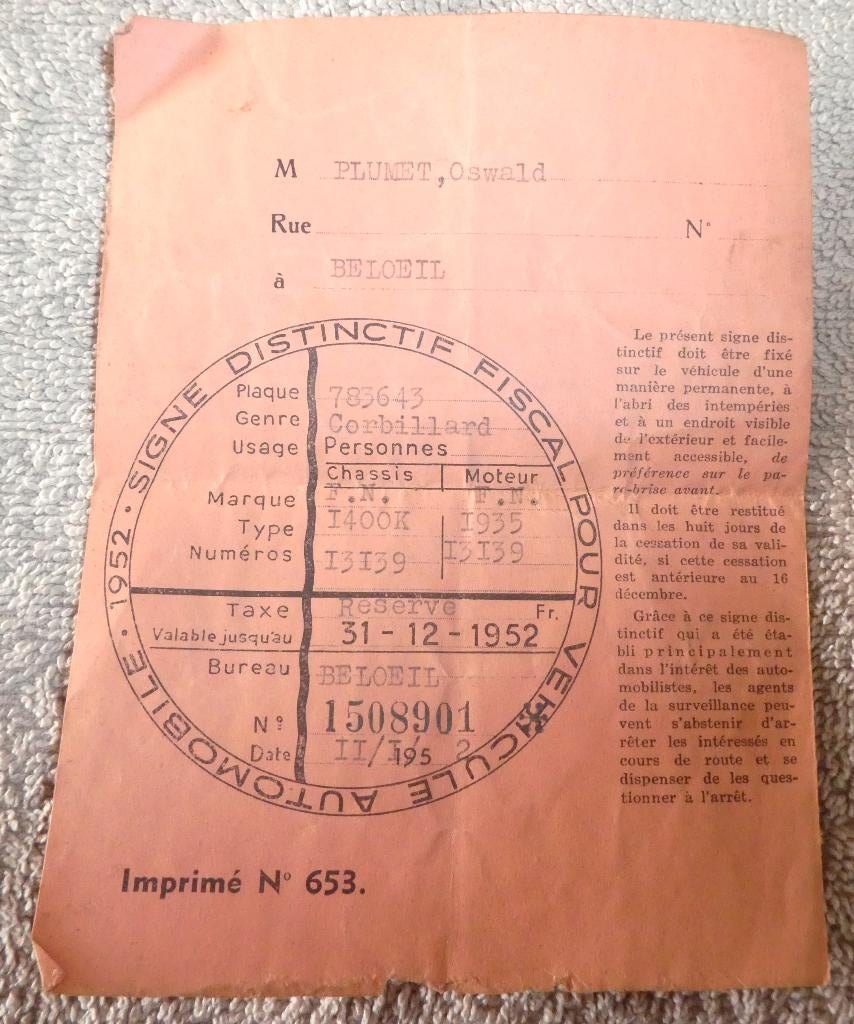 M PLUMET,Oswald
Rue N°
à BELOEIL
1952 · SIGNE DISTINCTIF FISCAL POUR VEHICULE AUTOMOBILE ·
Plaque 783643
Genre Corbillard
Usage Personnes
Chassis Moteur
Marque F.N. F.N.
Type I400K I935
Numéros I3I39 I3I39
Taxe Réserve Fr.
Valable jusqu'au 31-12-1952
Bureau BELOEIL
Nº 1508901
Date II/I/ 195 2
Le présent signe dis-
tinctif doit être fixé
sur le véhicule d'une
manière permanente, à
l'abri des intempéries
et à un endroit visible
de l'extérieur et facile-
ment accessible, de
préférence sur le pa-
re-brise avant.
Il doit être restitué
dans les huit jours de
la cessation de sa vali-
dité, si cette cessation
est antérieure au 16
décembre.
Grâce à ce signe dis-
tinctif qui a été éta-
bli principalement
dans l'intérêt des auto-
mobilistes, les agents
de la surveillance peu-
vent s'abstenir d'ar-
rêter les intéressés en
cours de route et se
dispenser de les ques-
tionner à l'arrêt.
Imprimé N° 653.